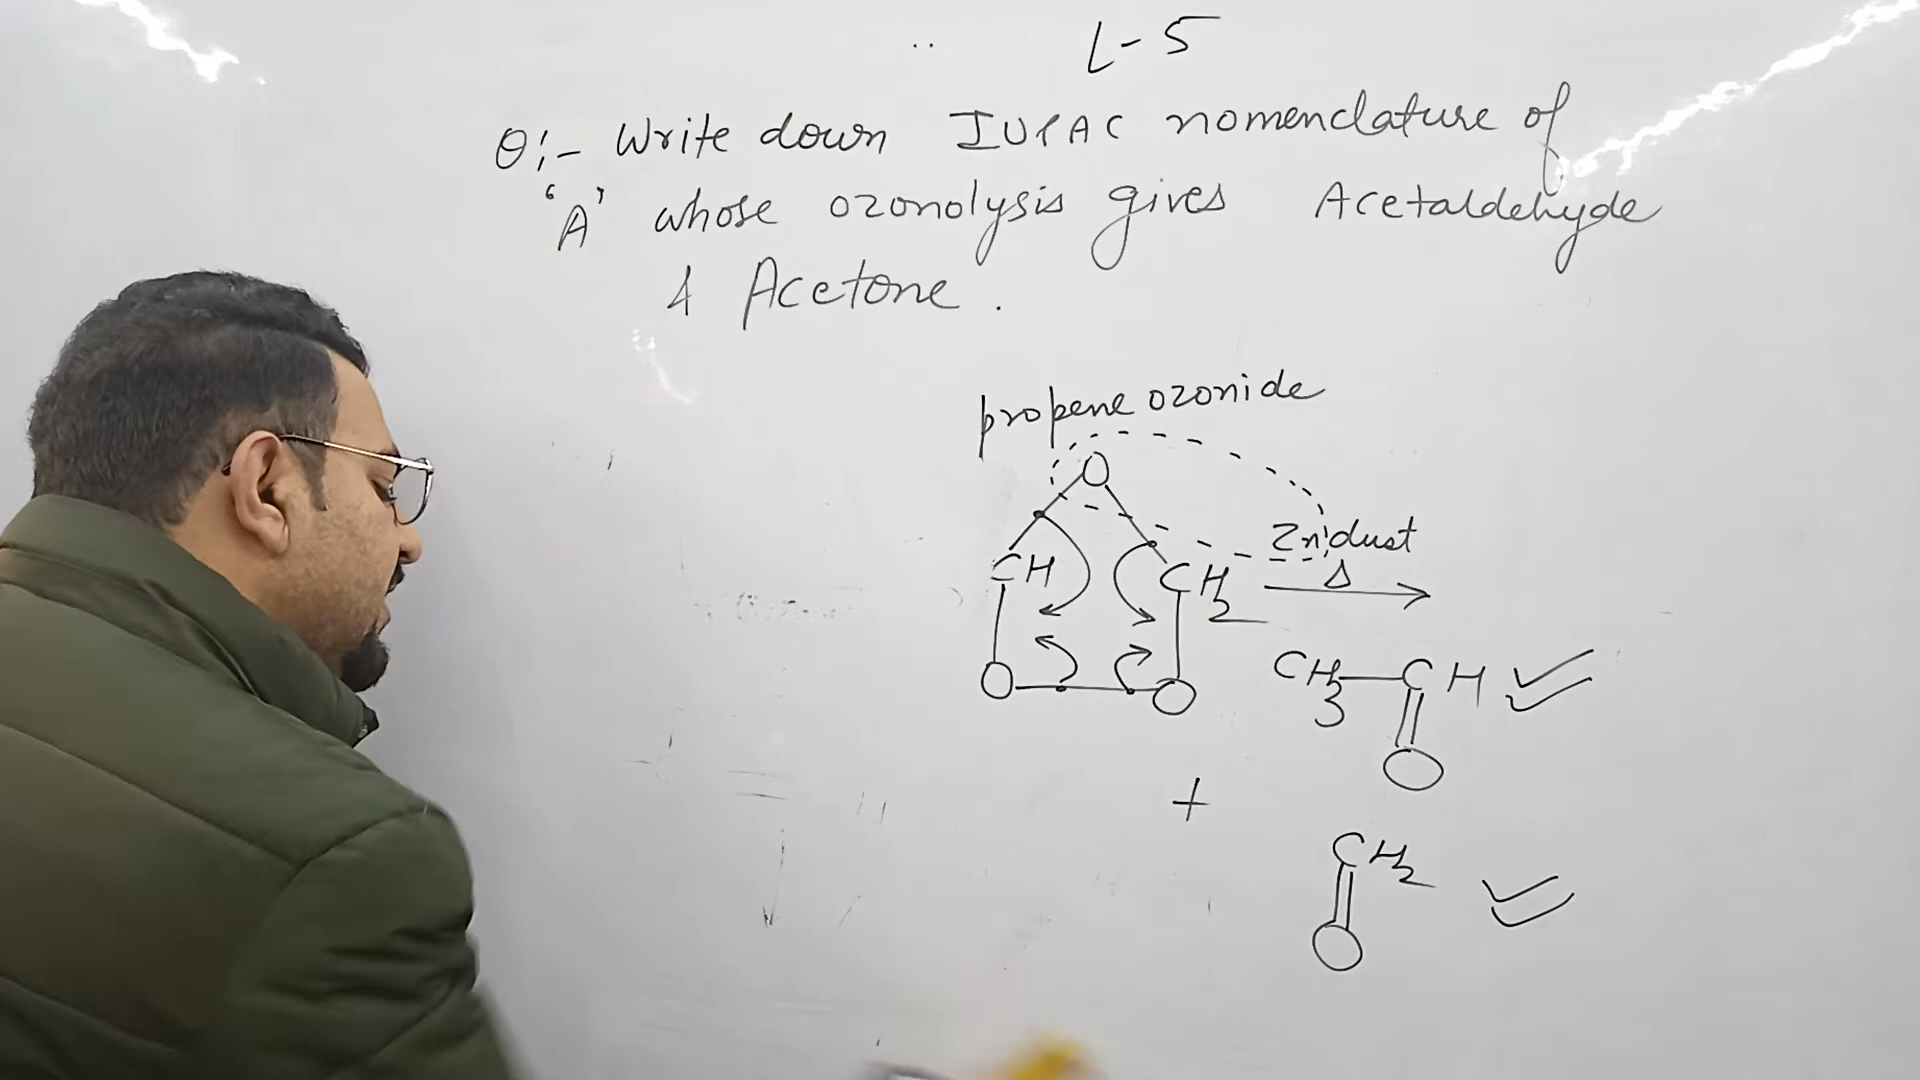 L-5
Q:- Write down IUPAC nomenclature of
"A" whose ozonolysis gives Acetaldehyde
& Acetone.
propene ozonide
O
Zn dust
CH CH2 Δ
O O
CH3—CH
O
+
CH2
O